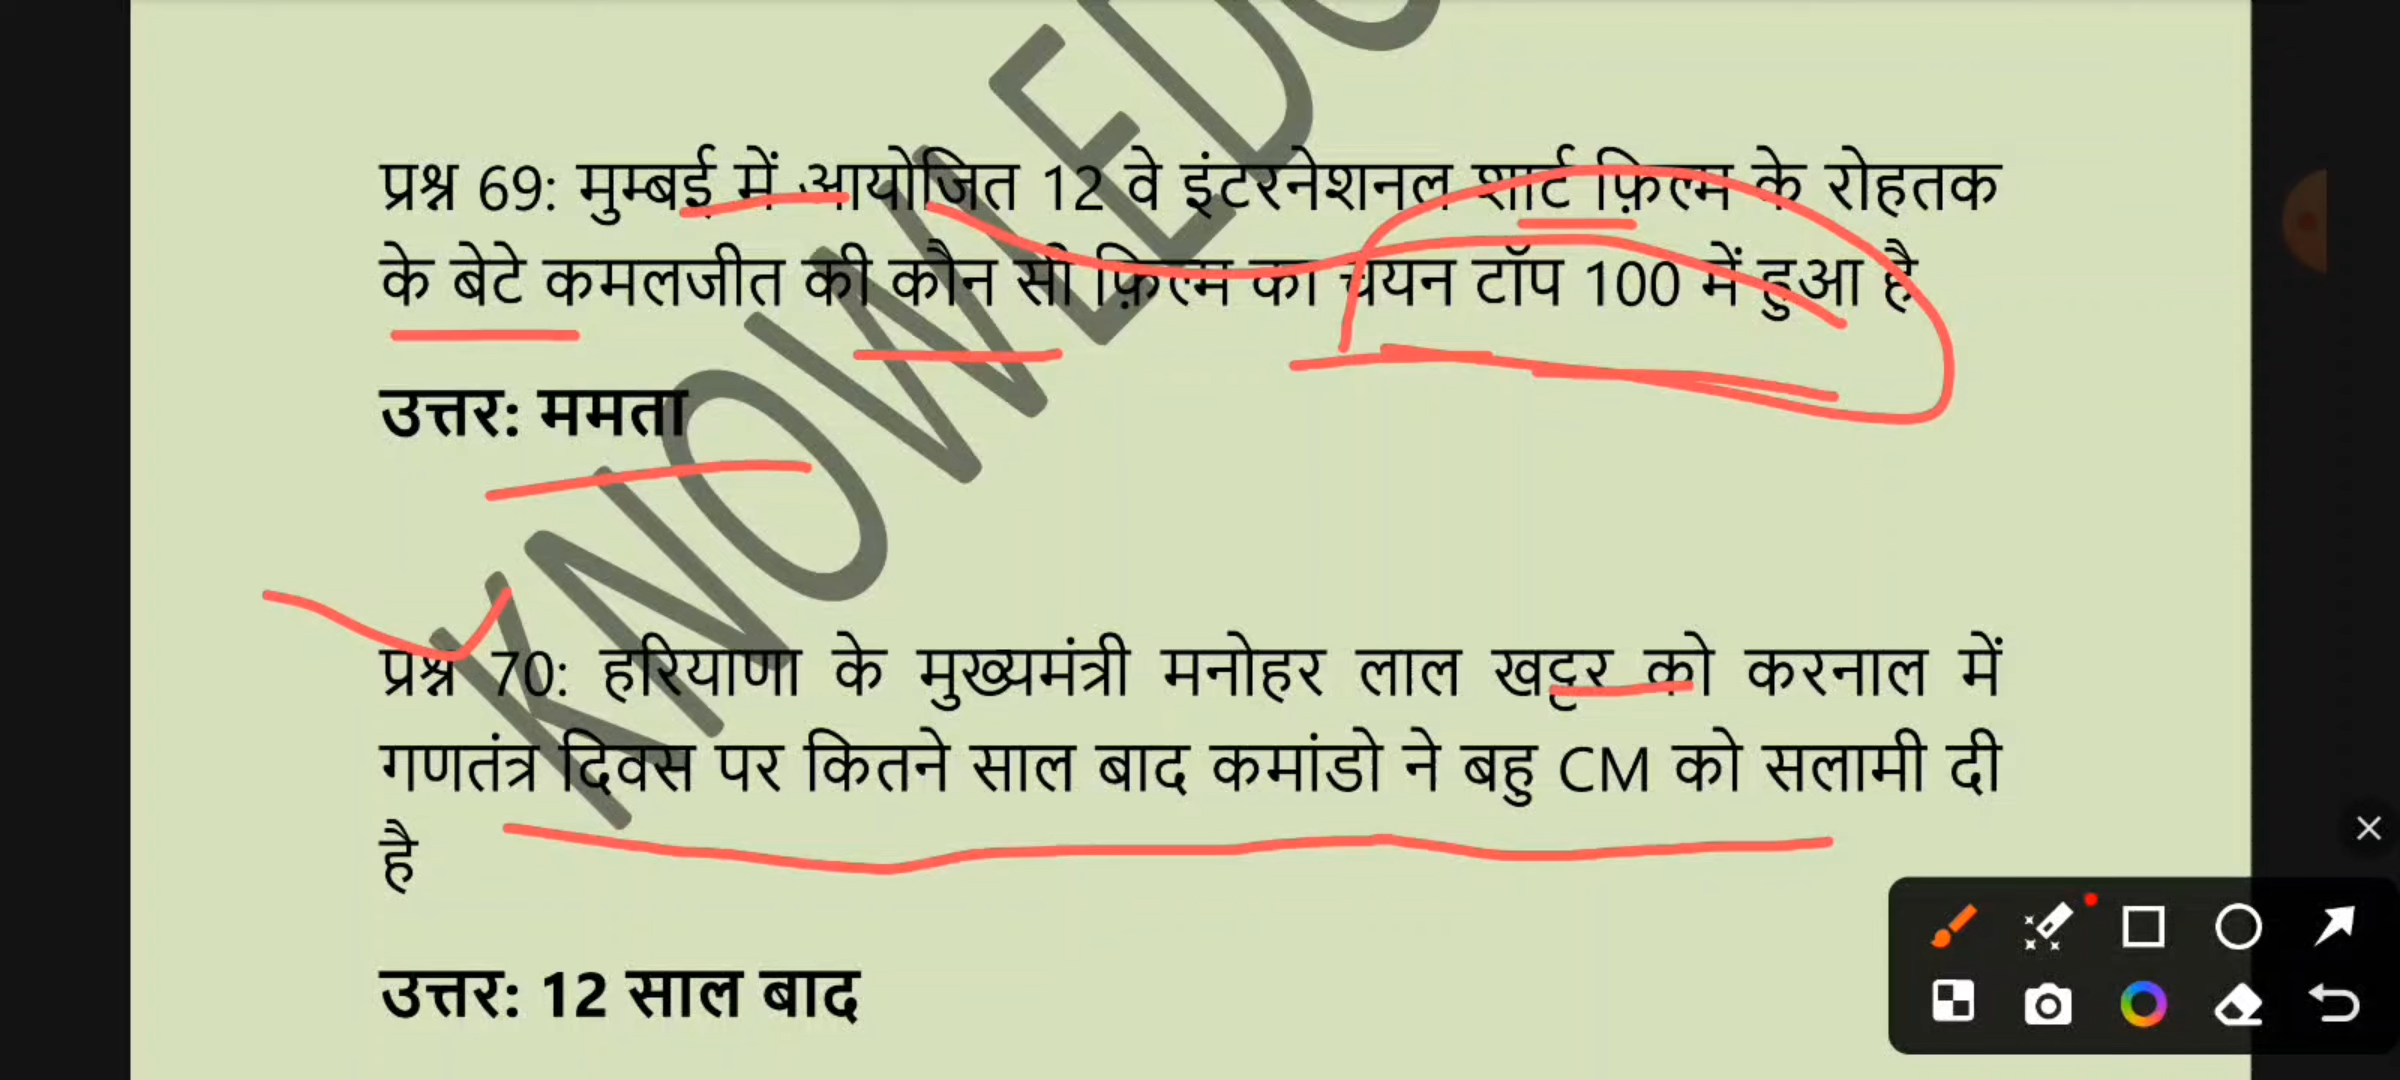 प्रश्न 69: मुम्बई में आयोजित 12 वे इंटरनेशनल शार्ट फ़िल्म के रोहतक
के बेटे कमलजीत की कौन सी फ़िल्म का चयन टॉप 100 में हुआ है
उत्तर: ममता
प्रश्न 70: हरियाणा के मुख्यमंत्री मनोहर लाल खट्टर को करनाल में
गणतंत्र दिवस पर कितने साल बाद कमांडो ने बहु CM को सलामी दी
है
उत्तर: 12 साल बाद